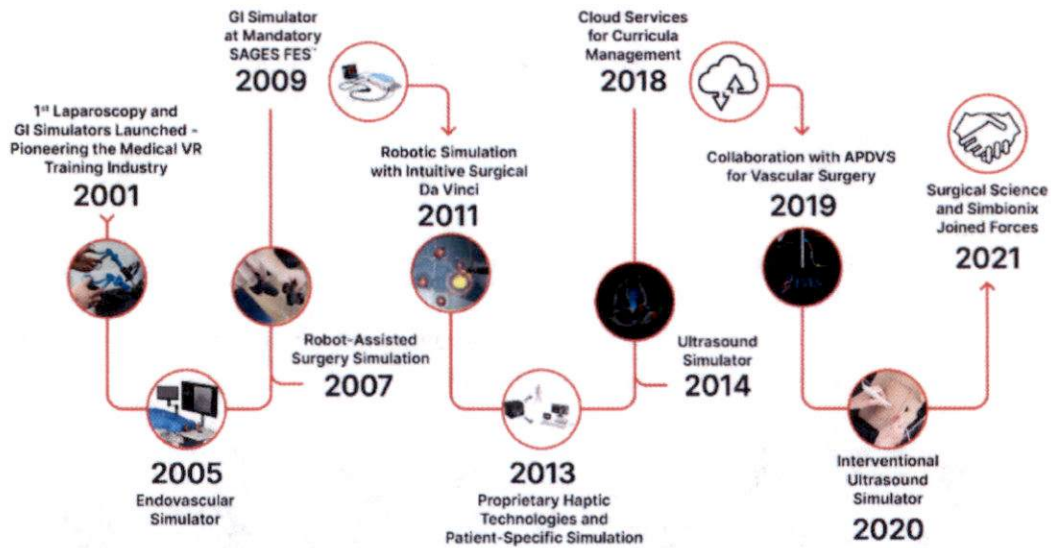 1st Laparoscopy and
GI Simulators Launched -
Pioneering the Medical VR
Training Industry
2001
2005
Endovascular
Simulator
Robot-Assisted
Surgery Simulation
2007
GI Simulator
at Mandatory
SAGES FES™
2009
Robotic Simulation
with Intuitive Surgical
Da Vinci
2011
2013
Proprietary Haptic
Technologies and
Patient-Specific Simulation
Ultrasound
Simulator
2014
Cloud Services
for Curricula
Management
2018
Collaboration with APDVS
for Vascular Surgery
2019
Interventional
Ultrasound
Simulator
2020
Surgical Science
and Simbionix
Joined Forces
2021